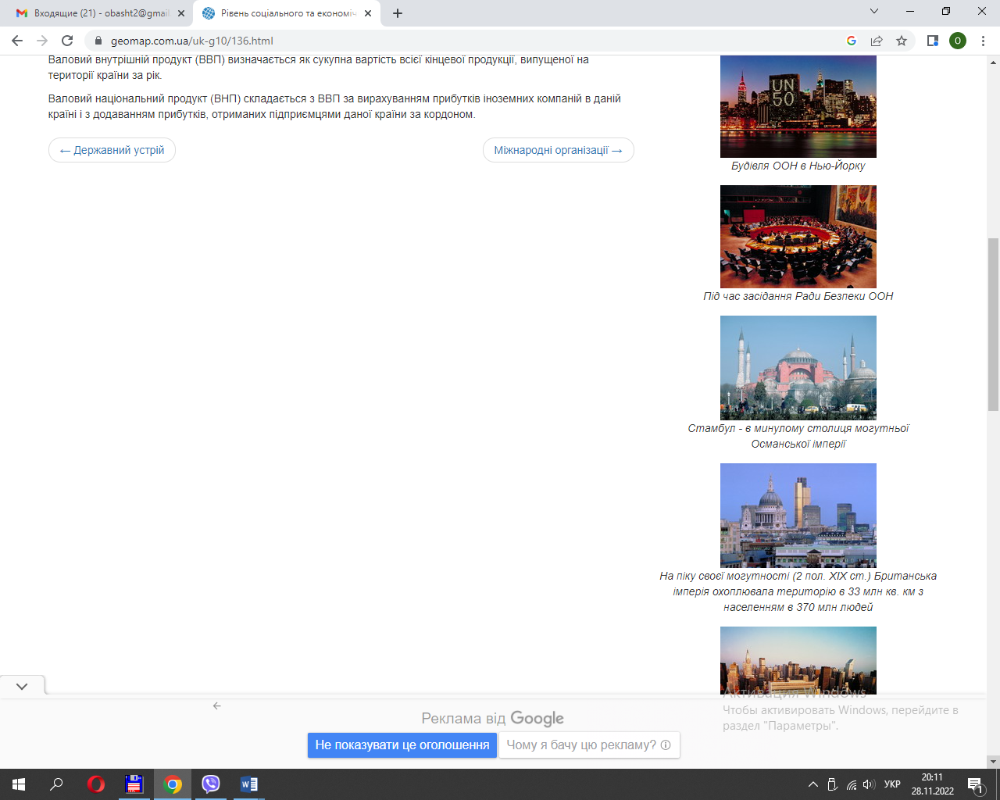 Входящие (21) - obasht2@gmail
Рівень соціального та економіч
geomap.com.ua/uk-g10/136.html
О
Валовий внутрішній продукт (ВВП) визначається як сукупна вартість всієї кінцевої продукції, випущеної на
території країни за рік.
Валовий національний продукт (ВНП) складається з ВВП за вирахуванням прибутків іноземних компаній в даній
країні і з додаванням прибутків, отриманих підприємцями даної країни за кордоном.
← Державний устрій
Міжнародні організації →
UN
50
Будівля ООН в Нью-Йорку
Під час засідання Ради Безпеки ООН
Стамбул - в минулому столиця могутньої
Османської імперії
На піку своєї могутності (2 пол. XIX ст.) Британська
імперія охоплювала територію в 33 млн кв. км з
населенням в 370 млн людей
Активация Windows
Чтобы активировать Windows, перейдите в
раздел "Параметры".
Реклама від Google
Не показувати це оголошення
Чому я бачу цю рекламу?
УКР
20:11
28.11.2022
1